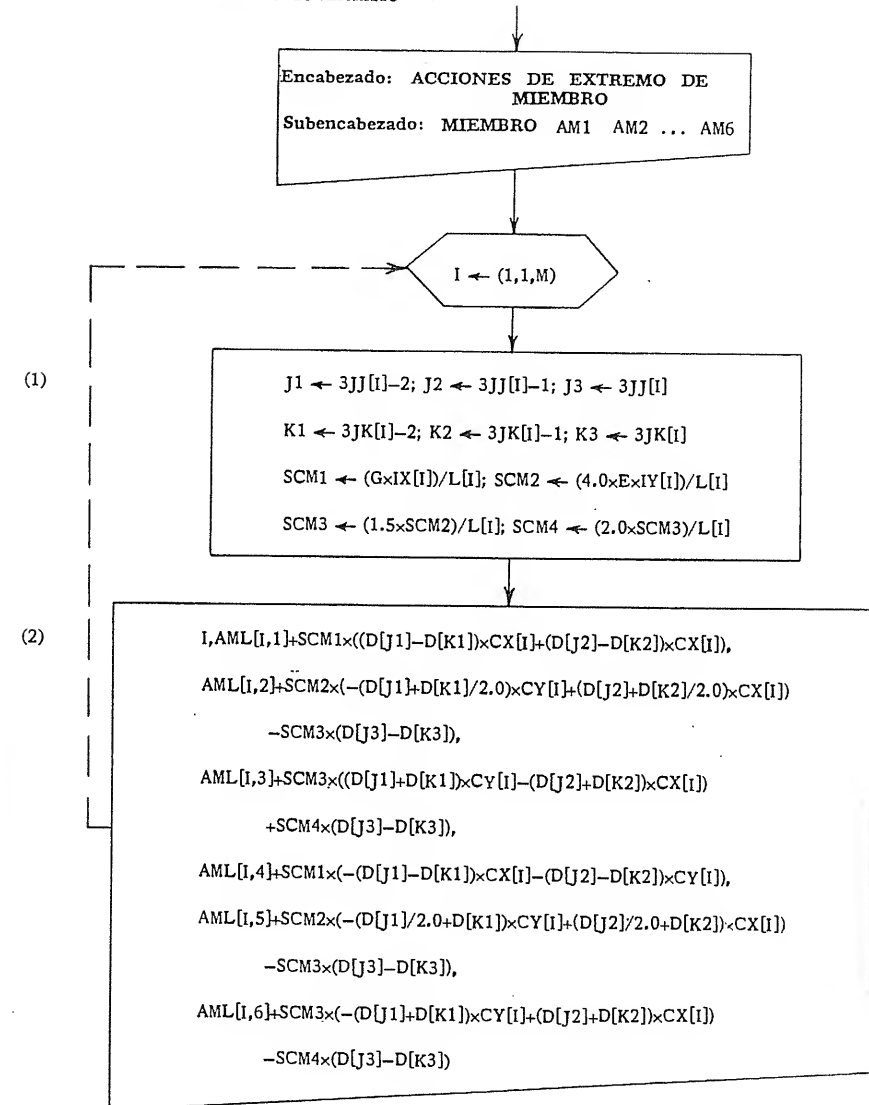 Encabezado: ACCIONES DE EXTREMO DE
MIEMBRO
Subencabezado: MIEMBRO AM1 AM2 ... AM6
I ← (1,1,M)
(1)
J1 ← 3JJ[I]–2; J2 ← 3JJ[I]–1; J3 ← 3JJ[I]
K1 ← 3JK[I]–2; K2 ← 3JK[I]–1; K3 ← 3JK[I]
SCM1 ← (G×IX[I])/L[I]; SCM2 ← (4.0×E×IY[I])/L[I]
SCM3 ← (1.5×SCM2)/L[I]; SCM4 ← (2.0×SCM3)/L[I]
(2)
I,AML[I,1]+SCM1×((D[J1]–D[K1])×CX[I]+(D[J2]–D[K2])×CX[I]),
AML[I,2]+SCM2×(–(D[J1]+D[K1]/2.0)×CY[I]+(D[J2]+D[K2]/2.0)×CX[I])
–SCM3×(D[J3]–D[K3]),
AML[I,3]+SCM3×((D[J1]+D[K1])×CY[I]–(D[J2]+D[K2])×CX[I])
+SCM4×(D[J3]–D[K3]),
AML[I,4]+SCM1×(–(D[J1]–D[K1])×CX[I]–(D[J2]–D[K2])×CY[I]),
AML[I,5]+SCM2×(–(D[J1]/2.0+D[K1])×CY[I]+(D[J2]/2.0+D[K2])×CX[I])
–SCM3×(D[J3]–D[K3]),
AML[I,6]+SCM3×(–(D[J1]+D[K1])×CY[I]+(D[J2]+D[K2])×CX[I])
–SCM4×(D[J3]–D[K3])